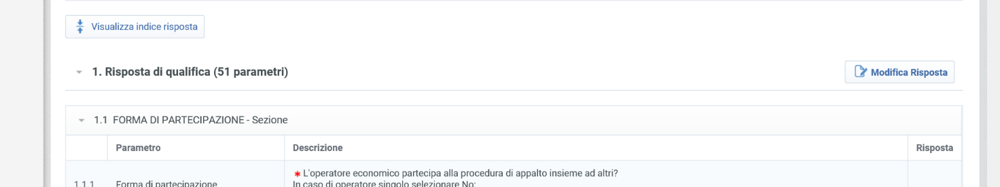 Visualizza indice risposta
1. Risposta di qualifica (51 parametri)
Modifica Risposta
1.1 FORMA DI PARTECIPAZIONE - Sezione
Parametro Descrizione Risposta
* L'operatore economico partecipa alla procedura di appalto insieme ad altri?
1.1.1 Forma di partecipazione In caso di operatore singolo selezionare No;